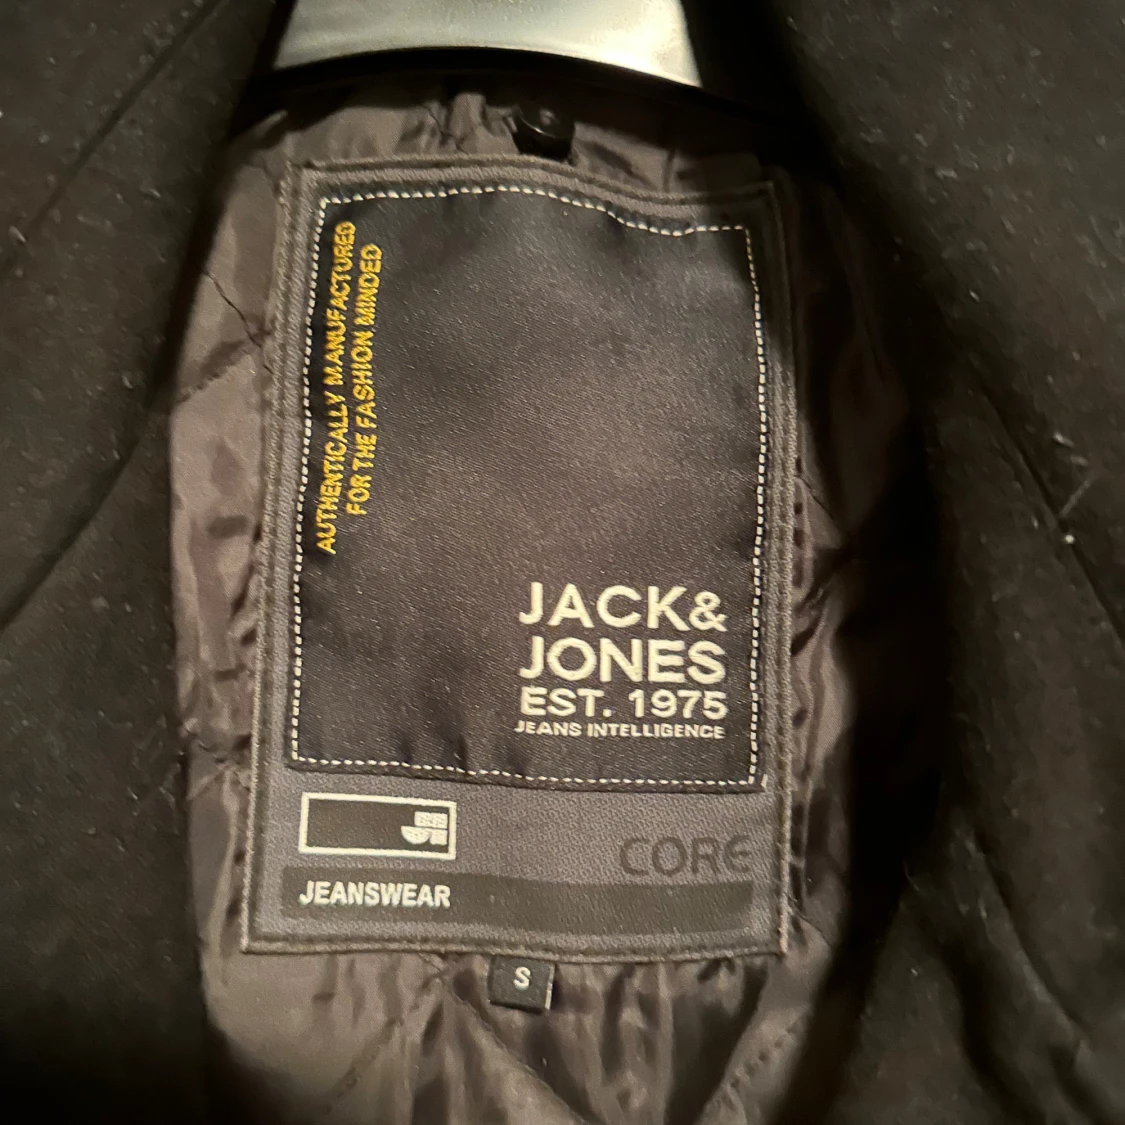 AUTHENTICALLY MANUFACTURED
FOR THE FASHION MINDED
JACK&
JONES
EST. 1975
JEANS INTELLIGENCE
CORE
JEANSWEAR
S